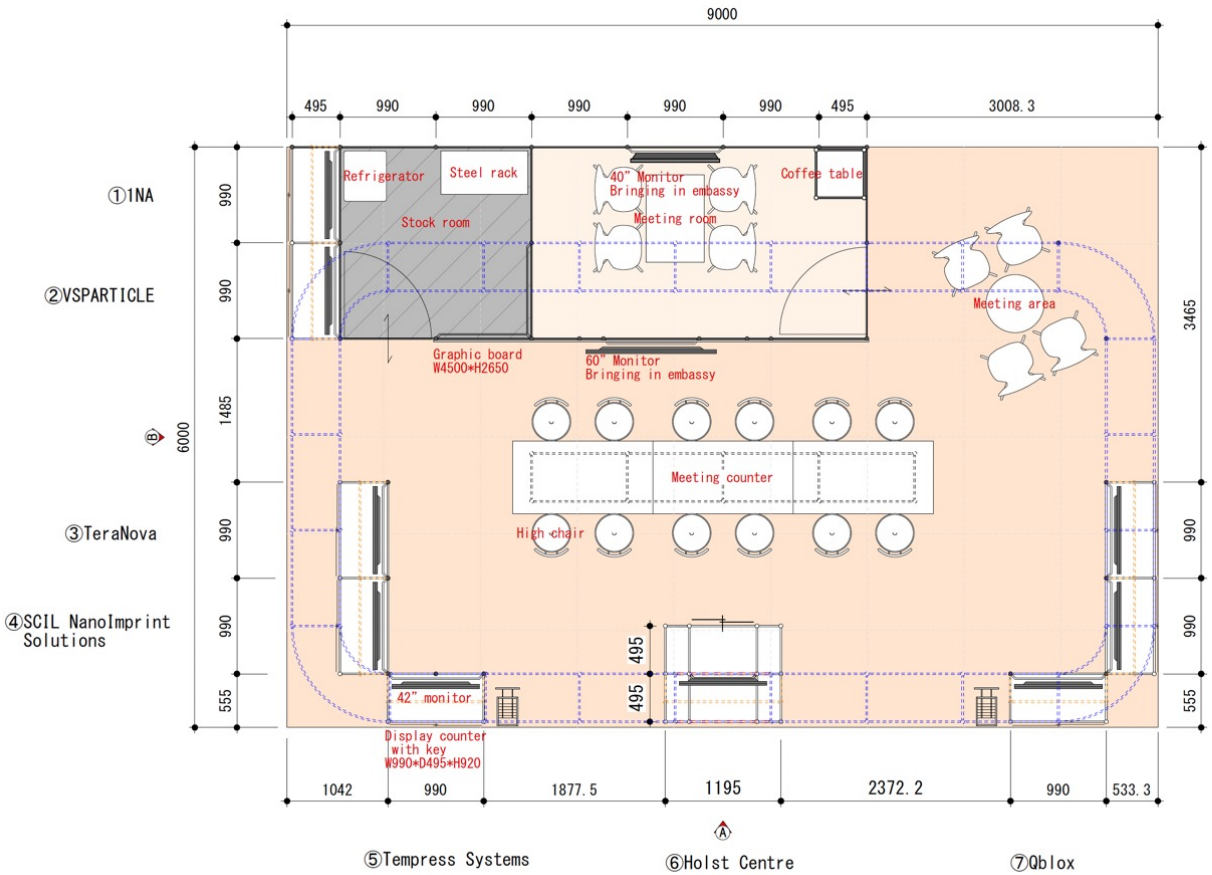 9000
495 990 990 990 990 990 495 3008.3
①1NA
②VSPARTICLE
③TeraNova
④SCIL NanoImprint
Solutions
990
990
1485
990
990
555
6000
B
Refrigerator
Steel rack
Stock room
40" Monitor
Bringing in embassy
Meeting room
Coffee table
Meeting area
Graphic board
W4500*H2650
60" Monitor
Bringing in embassy
Meeting counter
High chair
495
495
42" monitor
Display counter
with key
W990*D495*H920
3465
990
990
555
1042 990 1877.5 1195 2372.2 990 533.3
A
⑤Tempress Systems
⑥Holst Centre
⑦Qblox